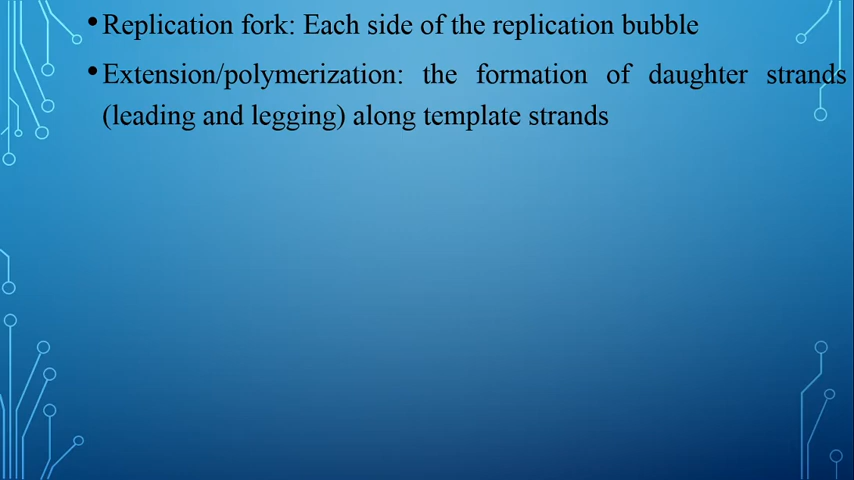 •Replication fork: Each side of the replication bubble
•Extension/polymerization: the formation of daughter strands
(leading and legging) along template strands